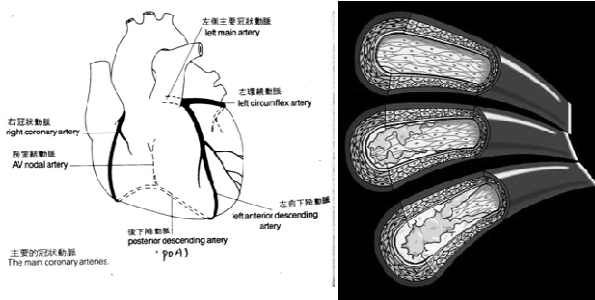 左側主要冠狀動脈
left main artery
左環繞動脈
left circumflex artery
右冠狀動脈
right coronary artery
房室結動脈
AV nodal artery
左前下降動脈
left anterior descending
artery
後下降動脈
posterior descending artery
(PDA)
主要的冠狀動脈
The main coronary arteries.